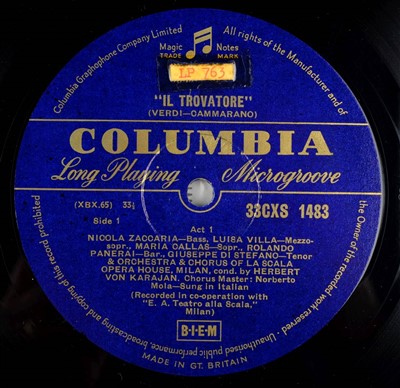 Columbia Graphophone Company Limited
All rights of the Manufacturer and of
the Owner of the recorded work reserved
Unauthorised public performance, broadcasting and copying of this record prohibited
Magic Notes
TRADE MARK
LP 763
"IL TROVATORE"
(VERDI—CAMMARANO)
COLUMBIA
Long Playing Microgroove
(XBX.65) 33⅓
33CXS 1483
Side 1
Act 1
NICOLA ZACCARIA—Bass, LUISA VILLA—Mezzo-
sopr., MARIA CALLAS—Sopr., ROLANDO
PANERAI—Bar., GIUSEPPE DI STEFANO—Tenor
& ORCHESTRA & CHORUS OF LA SCALA
OPERA HOUSE, MILAN, cond. by HERBERT
VON KARAJAN. Chorus Master: Norberto
Mola—Sung in Italian
(Recorded in co-operation with
"E. A. Teatro alla Scala,"
Milan)
B·I·E·M
MADE IN GT. BRITAIN